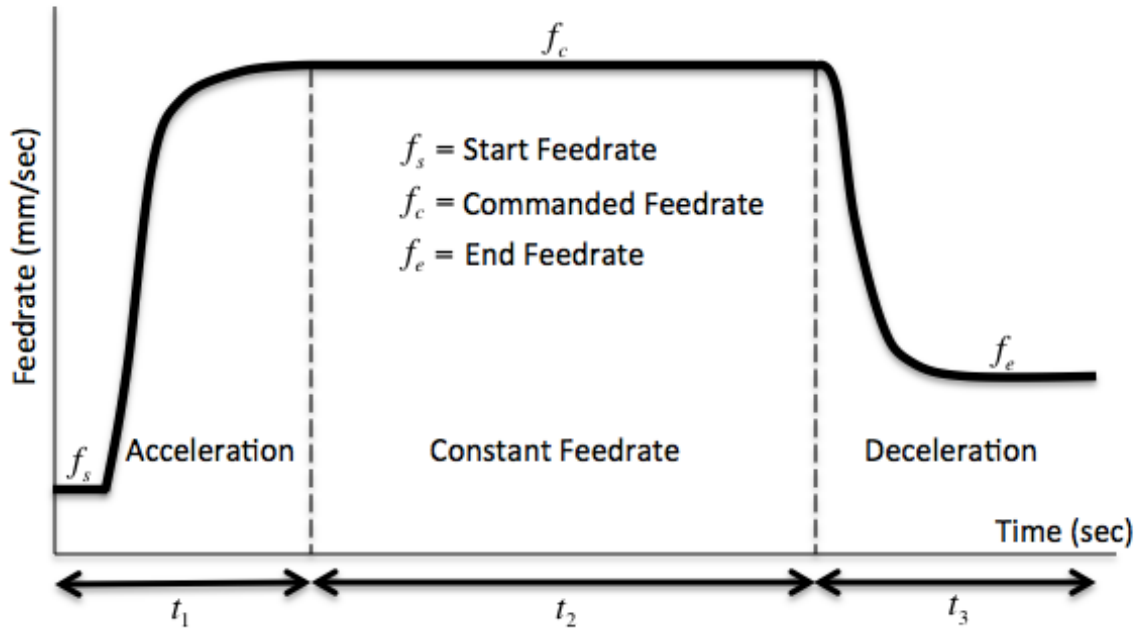 f_c
Feedrate (mm/sec)
f_s = Start Feedrate
f_c = Commanded Feedrate
f_e = End Feedrate
f_e
f_s
Acceleration
Constant Feedrate
Deceleration
Time (sec)
t_1
t_2
t_3